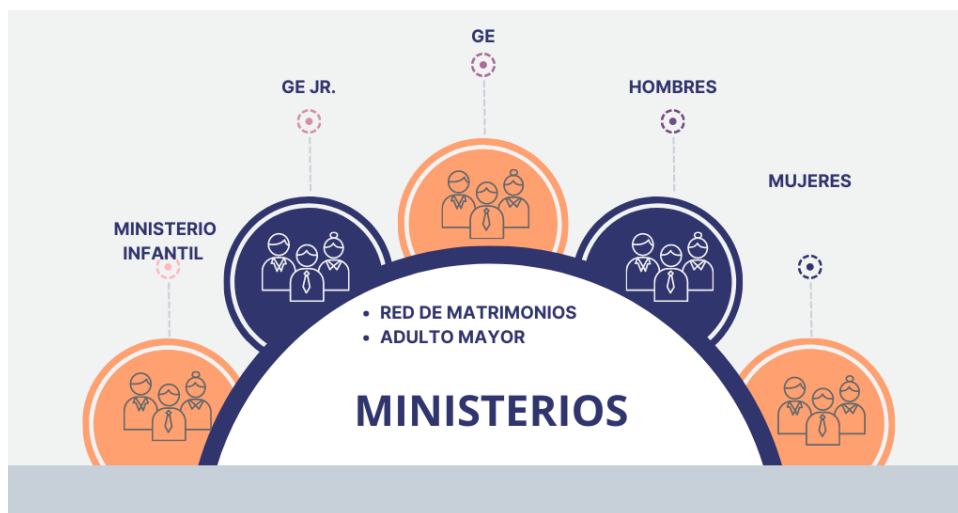 GE
GE JR.
HOMBRES
MUJERES
MINISTERIO
INFANTIL
• RED DE MATRIMONIOS
• ADULTO MAYOR
MINISTERIOS